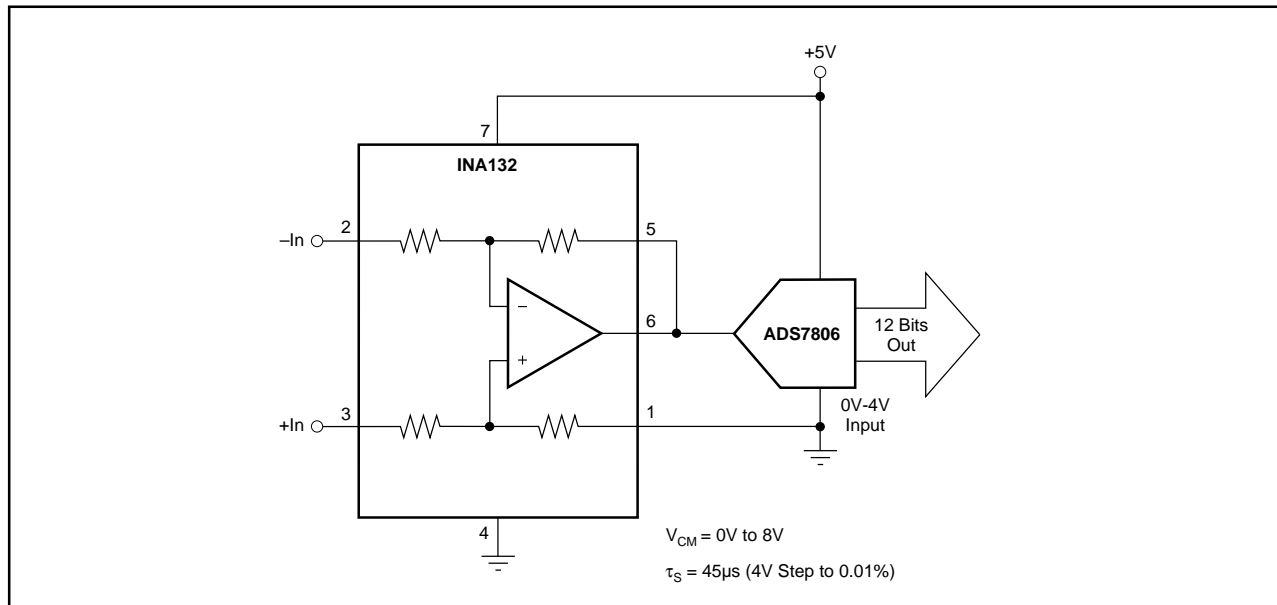 +5V
7
INA132
–In
2
5
–
6
ADS7806
12 Bits
Out
+
+In
3
1
0V-4V
Input
4
V_CM = 0V to 8V
τ_S = 45µs (4V Step to 0.01%)